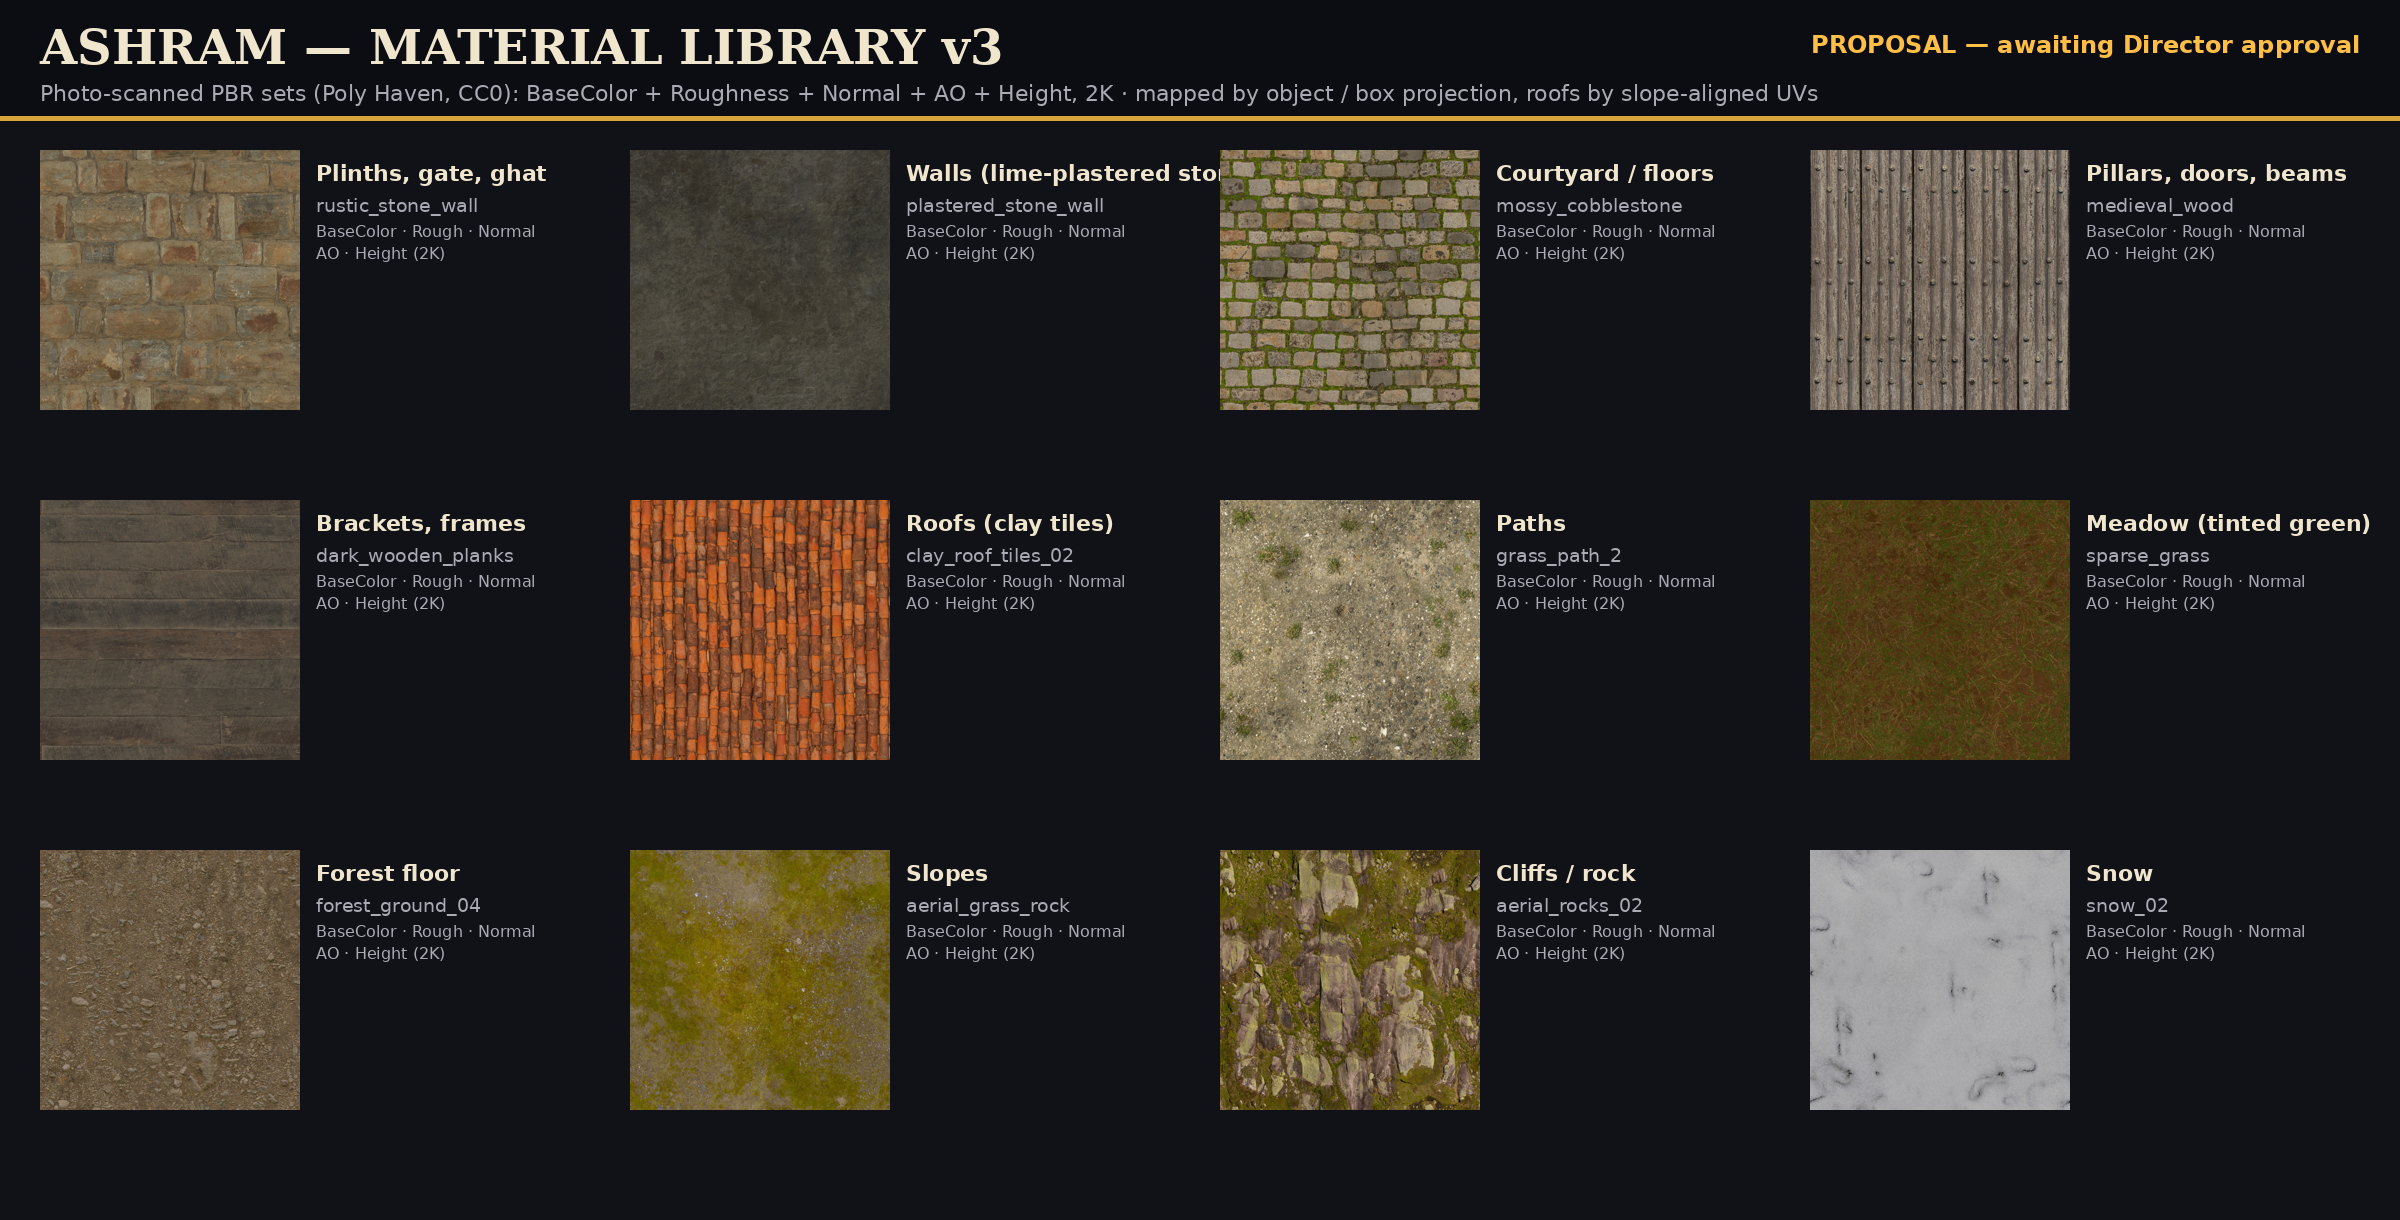 ASHRAM — MATERIAL LIBRARY v3
PROPOSAL — awaiting Director approval
Photo-scanned PBR sets (Poly Haven, CC0): BaseColor + Roughness + Normal + AO + Height, 2K · mapped by object / box projection, roofs by slope-aligned UVs
Plinths, gate, ghat
rustic_stone_wall
BaseColor · Rough · Normal
AO · Height (2K)
Walls (lime-plastered
plastered_stone_wall
BaseColor · Rough · Normal
AO · Height (2K)
Courtyard / floors
mossy_cobblestone
BaseColor · Rough · Normal
AO · Height (2K)
Pillars, doors, beams
medieval_wood
BaseColor · Rough · Normal
AO · Height (2K)
Brackets, frames
dark_wooden_planks
BaseColor · Rough · Normal
AO · Height (2K)
Roofs (clay tiles)
clay_roof_tiles_02
BaseColor · Rough · Normal
AO · Height (2K)
Paths
grass_path_2
BaseColor · Rough · Normal
AO · Height (2K)
Meadow (tinted green)
sparse_grass
BaseColor · Rough · Normal
AO · Height (2K)
Forest floor
forest_ground_04
BaseColor · Rough · Normal
AO · Height (2K)
Slopes
aerial_grass_rock
BaseColor · Rough · Normal
AO · Height (2K)
Cliffs / rock
aerial_rocks_02
BaseColor · Rough · Normal
AO · Height (2K)
Snow
snow_02
BaseColor · Rough · Normal
AO · Height (2K)